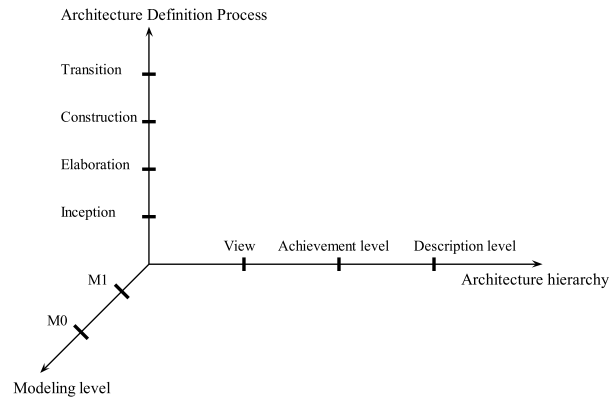 Architecture Definition Process
Transition
Construction
Elaboration
Inception
View Achievement level Description level
Architecture hierarchy
M1
M0
Modeling level